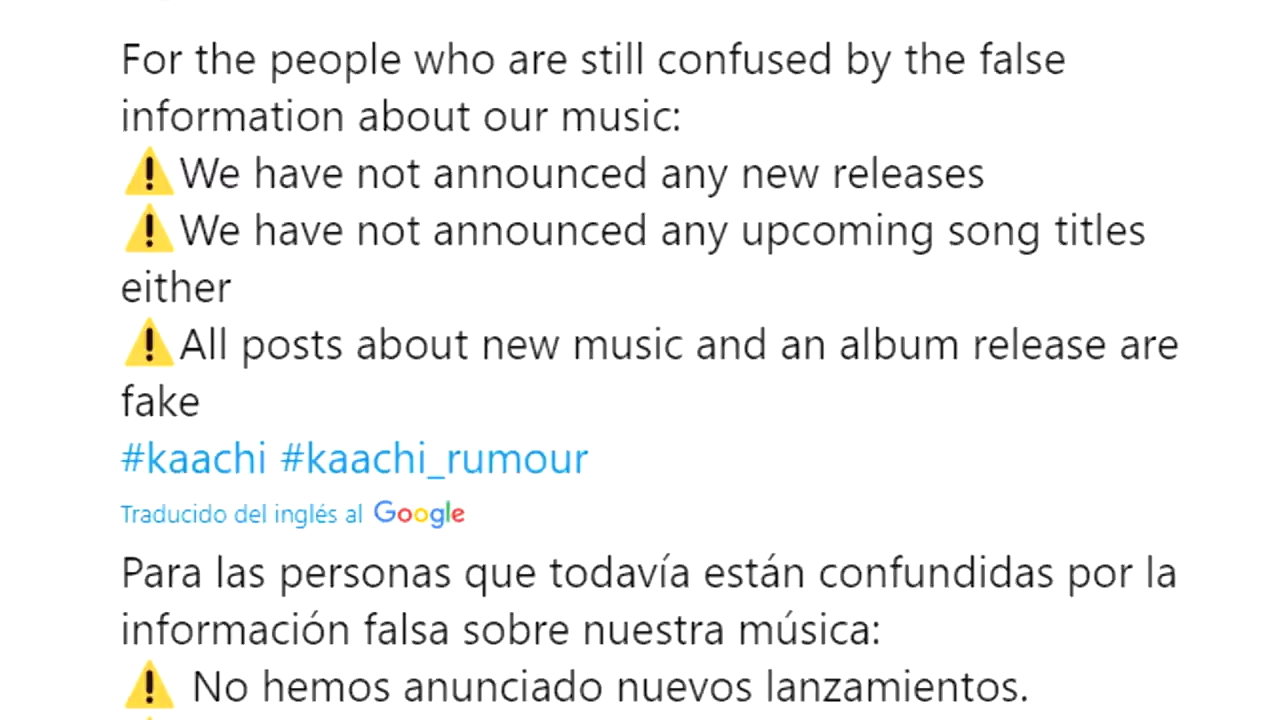 For the people who are still confused by the false
information about our music:
⚠️We have not announced any new releases
⚠️We have not announced any upcoming song titles
either
⚠️All posts about new music and an album release are
fake
#kaachi #kaachi_rumour
Traducido del inglés al Google
Para las personas que todavía están confundidas por la
información falsa sobre nuestra música:
⚠️ No hemos anunciado nuevos lanzamientos.